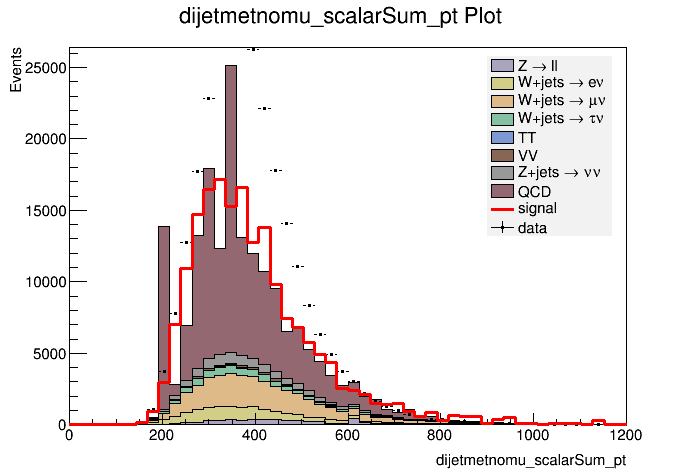 dijetmetnomu_scalarSum_pt Plot
Events
25000
20000
15000
10000
5000
0
0 200 400 600 800 1000 1200
dijetmetnomu_scalarSum_pt
Z → ll
W+jets → eν
W+jets → μν
W+jets → τν
TT
VV
Z+jets → νν
QCD
signal
data